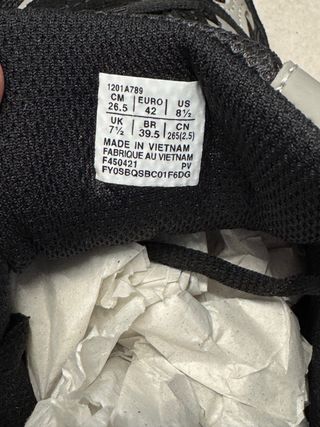 1201A789
CM EURO US
26.5 42 8½
UK BR CN
7½ 39.5 265(2.5)
MADE IN VIETNAM
FABRIQUE AU VIETNAM
F450421 PV
FY0SBQSBC01F6DG